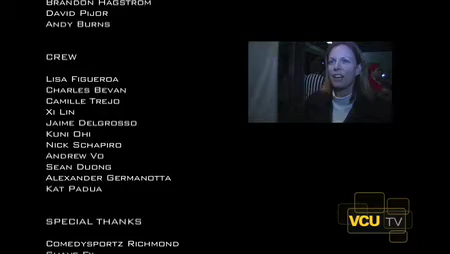 BRANDON HAGSTROM
DAVID PIJOR
ANDY BURNS
CREW
LISA FIGUEROA
CHARLES BEVAN
CAMILLE TREJO
XI LIN
JAIME DELGROSSO
KUNI OHI
NICK SCHAPIRO
ANDREW VO
SEAN DUONG
ALEXANDER GERMANOTTA
KAT PADUA
SPECIAL THANKS
COMEDYSPORTZ RICHMOND
VCU TV